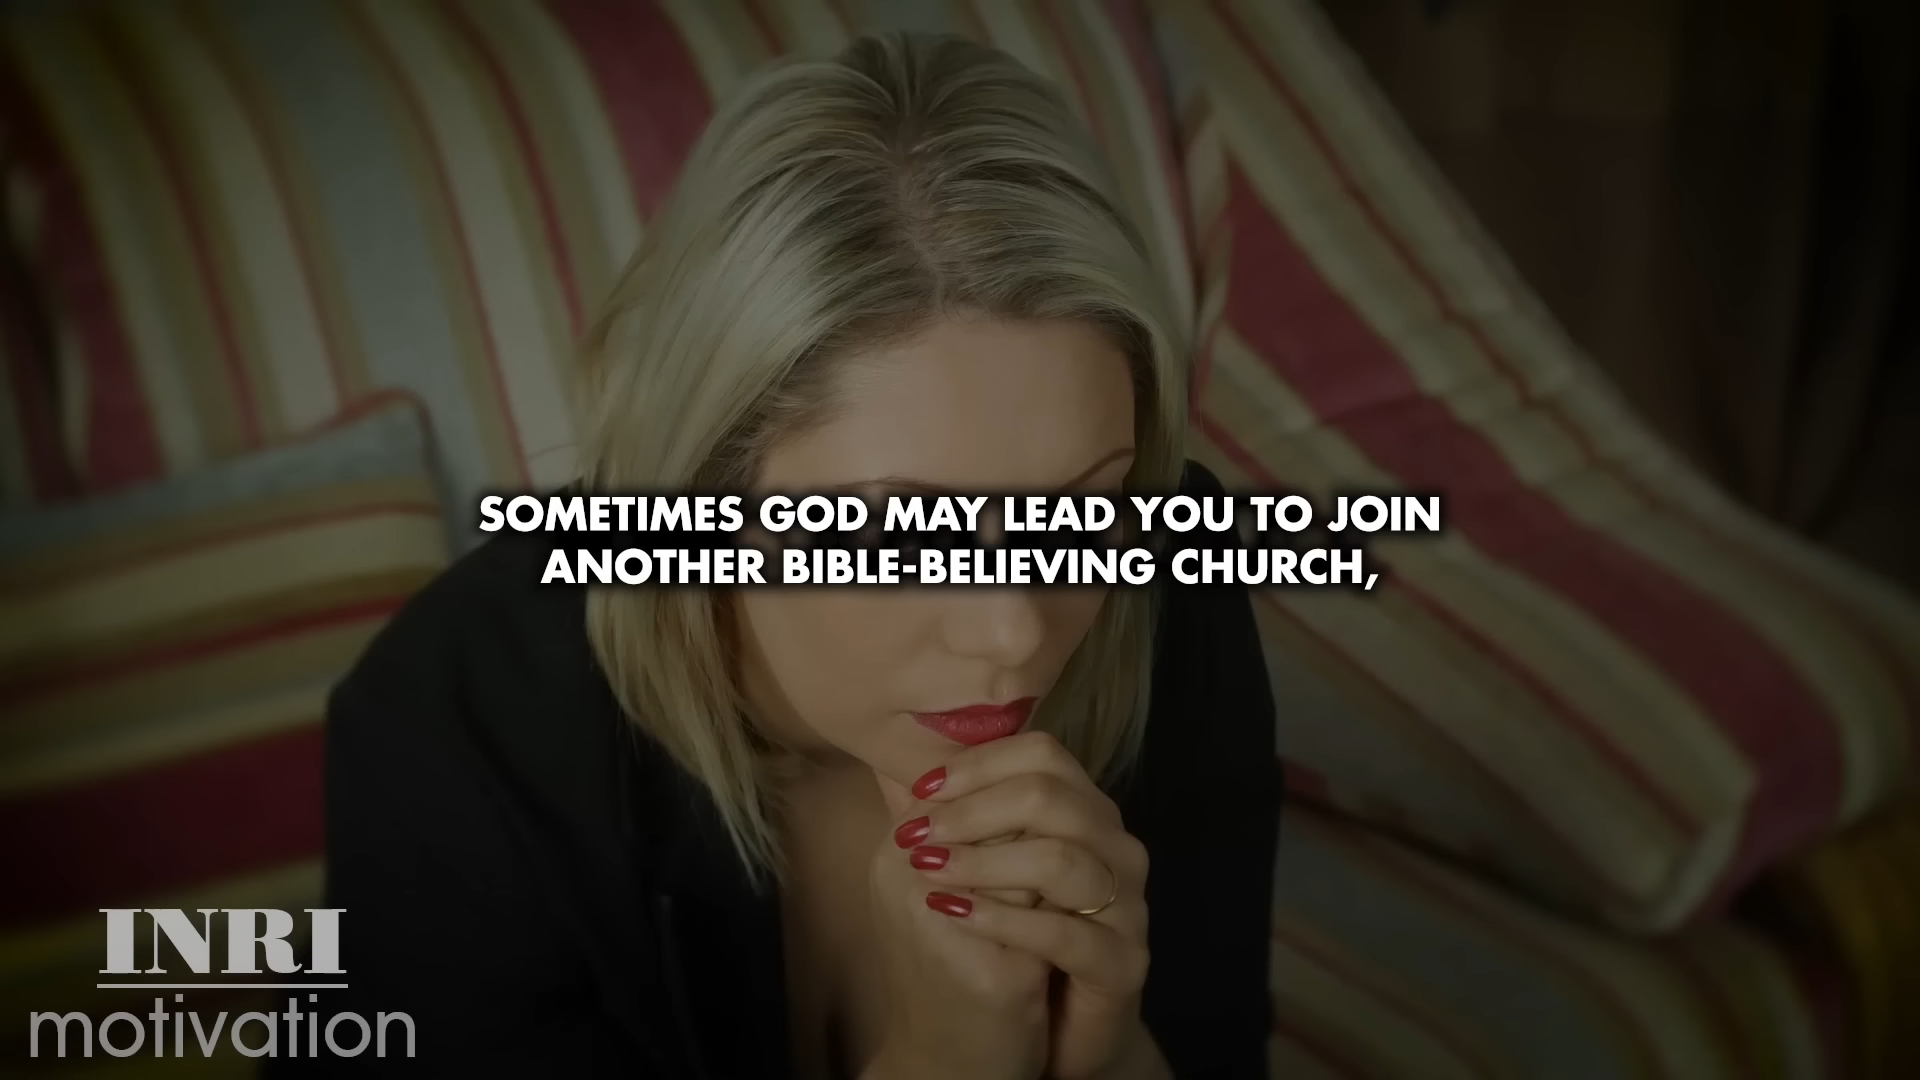 SOMETIMES GOD MAY LEAD YOU TO JOIN
ANOTHER BIBLE-BELIEVING CHURCH,
INRI
motivation